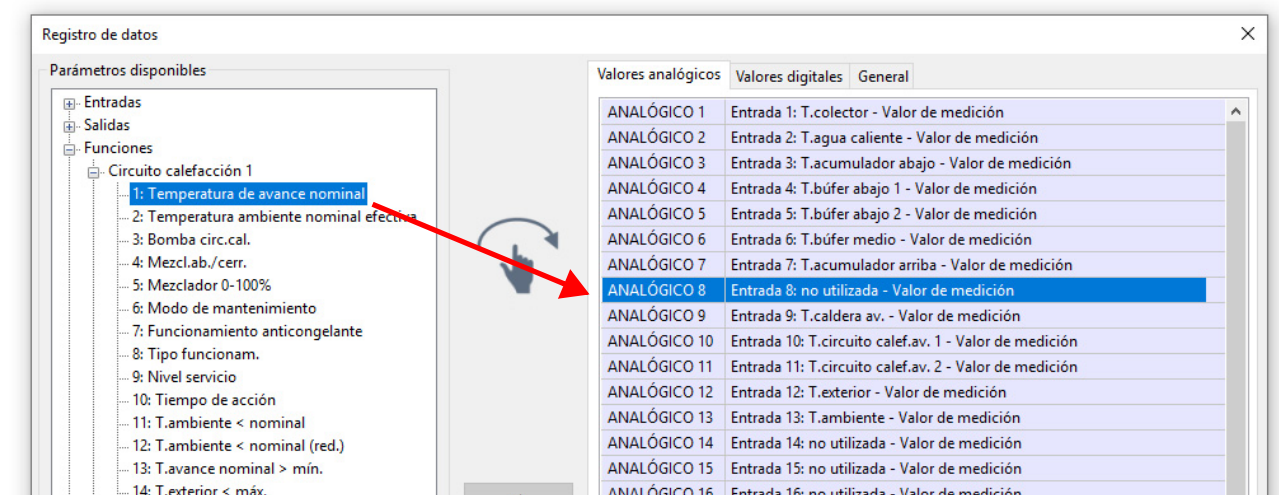 Registro de datos
Parámetros disponibles
Entradas
Salidas
Funciones
Circuito calefacción 1
1: Temperatura de avance nominal
2: Temperatura ambiente nominal efectiva
3: Bomba circ.cal.
4: Mezcl.ab./cerr.
5: Mezclador 0-100%
6: Modo de mantenimiento
7: Funcionamiento anticongelante
8: Tipo funcionam.
9: Nivel servicio
10: Tiempo de acción
11: T.ambiente < nominal
12: T.ambiente < nominal (red.)
13: T.avance nominal > mín.
14: T.exterior < máx.
Valores analógicos Valores digitales General
ANALÓGICO 1 Entrada 1: T.colector - Valor de medición
ANALÓGICO 2 Entrada 2: T.agua caliente - Valor de medición
ANALÓGICO 3 Entrada 3: T.acumulador abajo - Valor de medición
ANALÓGICO 4 Entrada 4: T.búfer abajo 1 - Valor de medición
ANALÓGICO 5 Entrada 5: T.búfer abajo 2 - Valor de medición
ANALÓGICO 6 Entrada 6: T.búfer medio - Valor de medición
ANALÓGICO 7 Entrada 7: T.acumulador arriba - Valor de medición
ANALÓGICO 8 Entrada 8: no utilizada - Valor de medición
ANALÓGICO 9 Entrada 9: T.caldera av. - Valor de medición
ANALÓGICO 10 Entrada 10: T.circuito calef.av. 1 - Valor de medición
ANALÓGICO 11 Entrada 11: T.circuito calef.av. 2 - Valor de medición
ANALÓGICO 12 Entrada 12: T.exterior - Valor de medición
ANALÓGICO 13 Entrada 13: T.ambiente - Valor de medición
ANALÓGICO 14 Entrada 14: no utilizada - Valor de medición
ANALÓGICO 15 Entrada 15: no utilizada - Valor de medición
ANALÓGICO 16 Entrada 16: no utilizada - Valor de medición